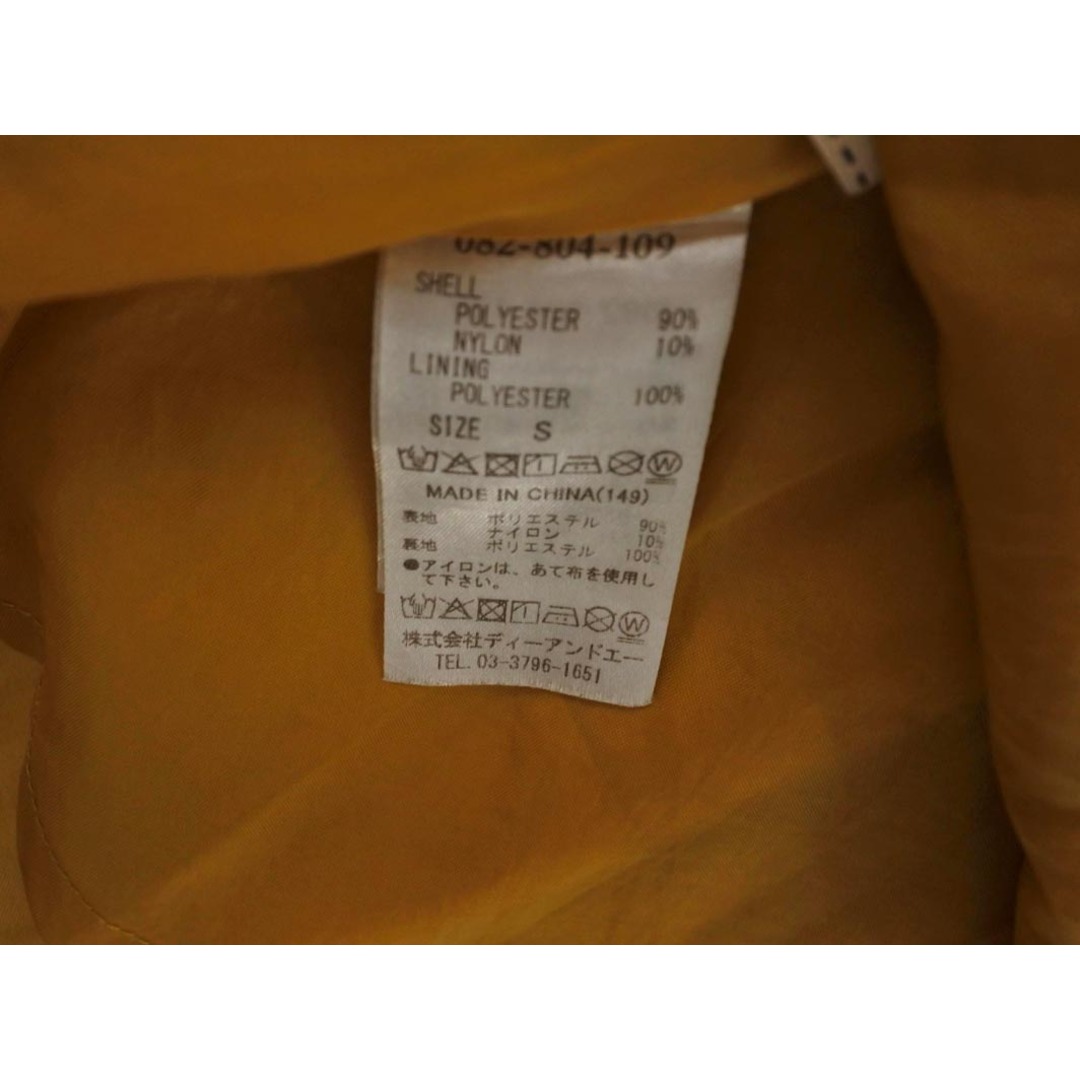 082-804-109
SHELL
POLYESTER 90%
NYLON 10%
LINING
POLYESTER 100%
SIZE S
MADE IN CHINA(149)
表地 ポリエステル 90%
ナイロン 10%
裏地 ポリエステル 100%
●アイロンは、あて布を使用し
て下さい。
株式会社ディーアンドエー
TEL. 03-3796-1651